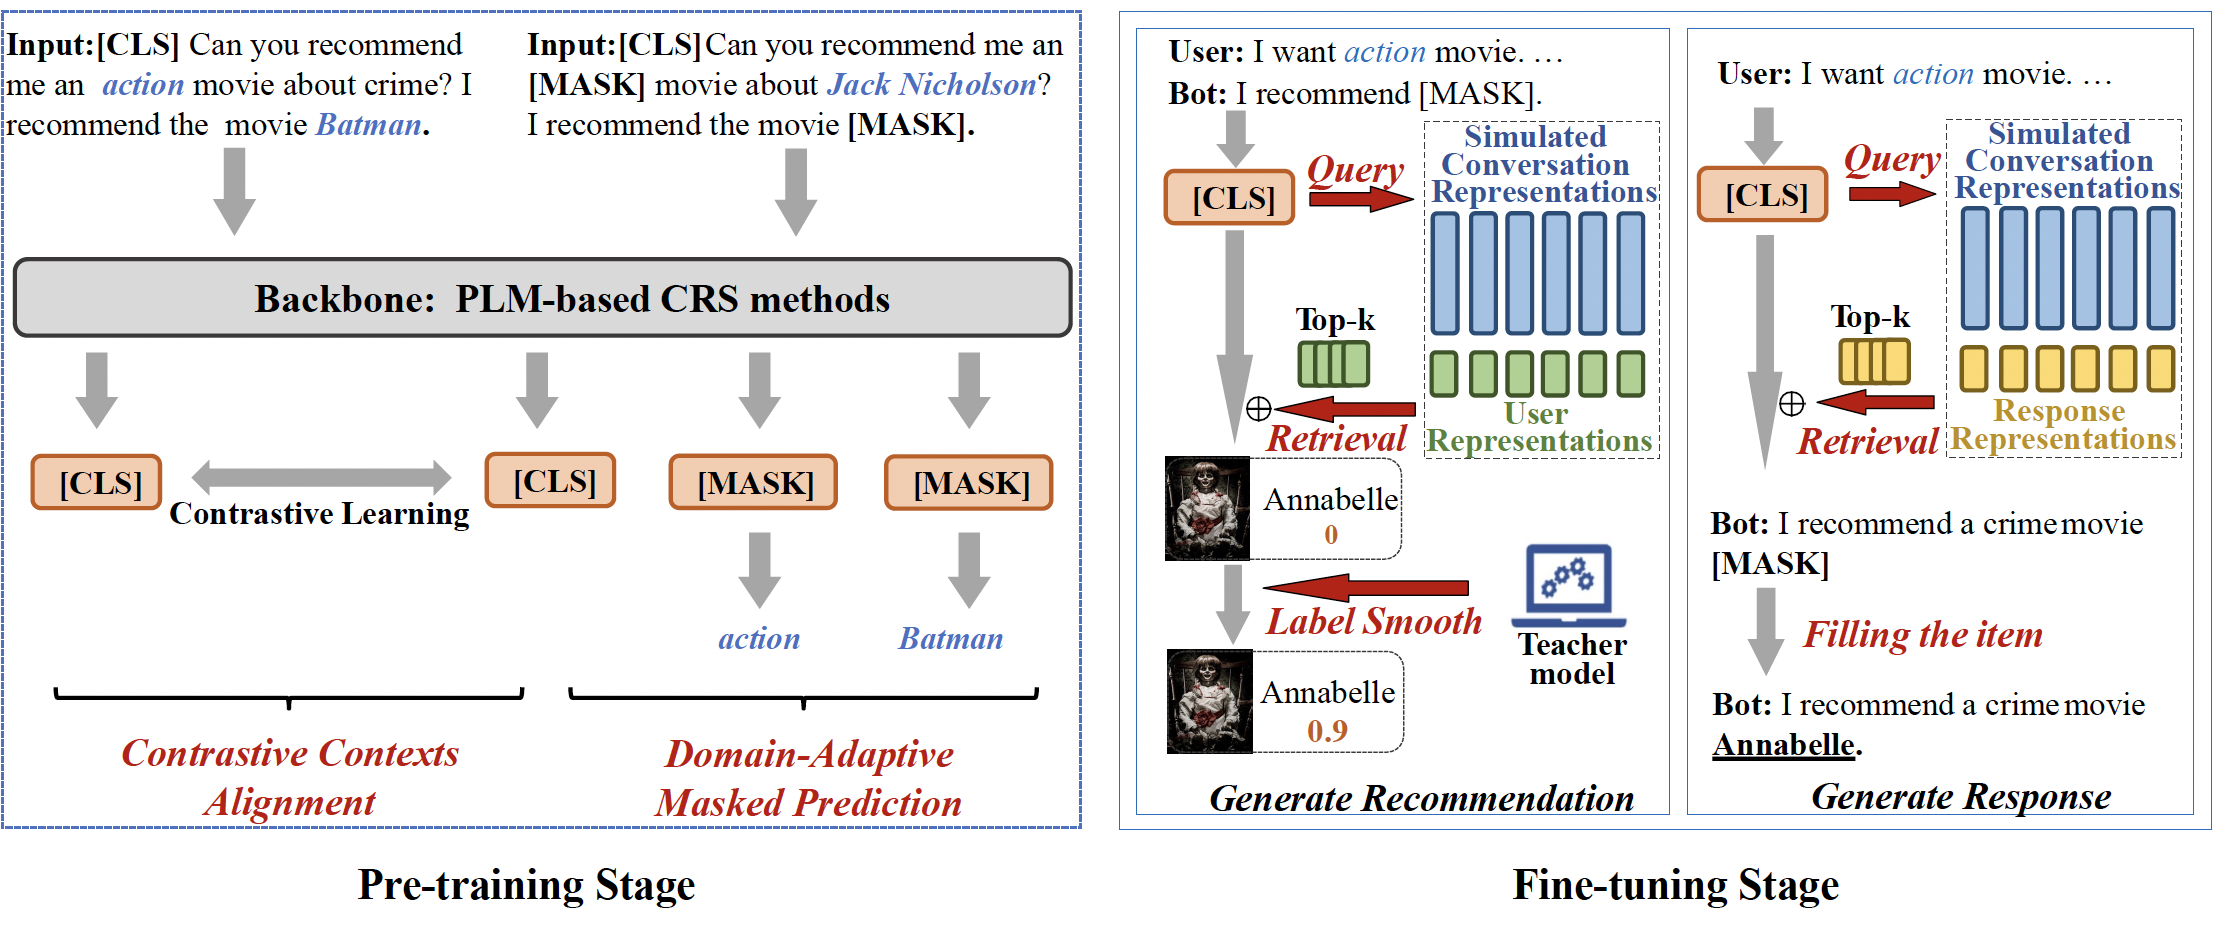 Input:[CLS] Can you recommend
me an action movie about crime? I
recommend the movie Batman.
Input:[CLS]Can you recommend me an
[MASK] movie about Jack Nicholson?
I recommend the movie [MASK].
Backbone: PLM-based CRS methods
[CLS]
Contrastive Learning
[CLS]
[MASK]
[MASK]
action
Batman
Contrastive Contexts
Alignment
Domain-Adaptive
Masked Prediction
Pre-training Stage
User: I want action movie. …
Bot: I recommend [MASK].
[CLS]
Query
Simulated
Conversation
Representations
Top-k
Retrieval
User
Representations
Annabelle
0
Label Smooth
Teacher
model
Annabelle
0.9
Generate Recommendation
User: I want action movie. …
[CLS]
Query
Simulated
Conversation
Representations
Top-k
Retrieval
Response
Representations
Bot: I recommend a crime movie
[MASK]
Filling the item
Bot: I recommend a crime movie
Annabelle.
Generate Response
Fine-tuning Stage